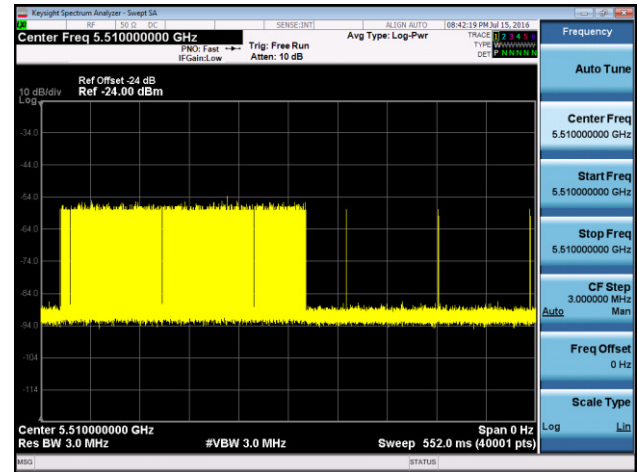 Keysight Spectrum Analyzer - Swept SA
RF 50 Ω DC SENSE:INT ALIGN AUTO 08:42:19 PM Jul 15, 2016
Center Freq 5.510000000 GHz
PNO: Fast
IFGain:Low
Trig: Free Run
Atten: 10 dB
Avg Type: Log-Pwr
TRACE 1 2 3 4 5 6
TYPE WWWWWW
DET P N N N N N
Ref Offset -24 dB
10 dB/div Ref -24.00 dBm
Log
-34.0
-44.0
-54.0
-64.0
-74.0
-84.0
-94.0
-104
-114
Center 5.510000000 GHz Span 0 Hz
Res BW 3.0 MHz #VBW 3.0 MHz Sweep 552.0 ms (40001 pts)
MSG STATUS
Frequency
Auto Tune
Center Freq
5.510000000 GHz
Start Freq
5.510000000 GHz
Stop Freq
5.510000000 GHz
CF Step
3.000000 MHz
Auto Man
Freq Offset
0 Hz
Scale Type
Log Lin